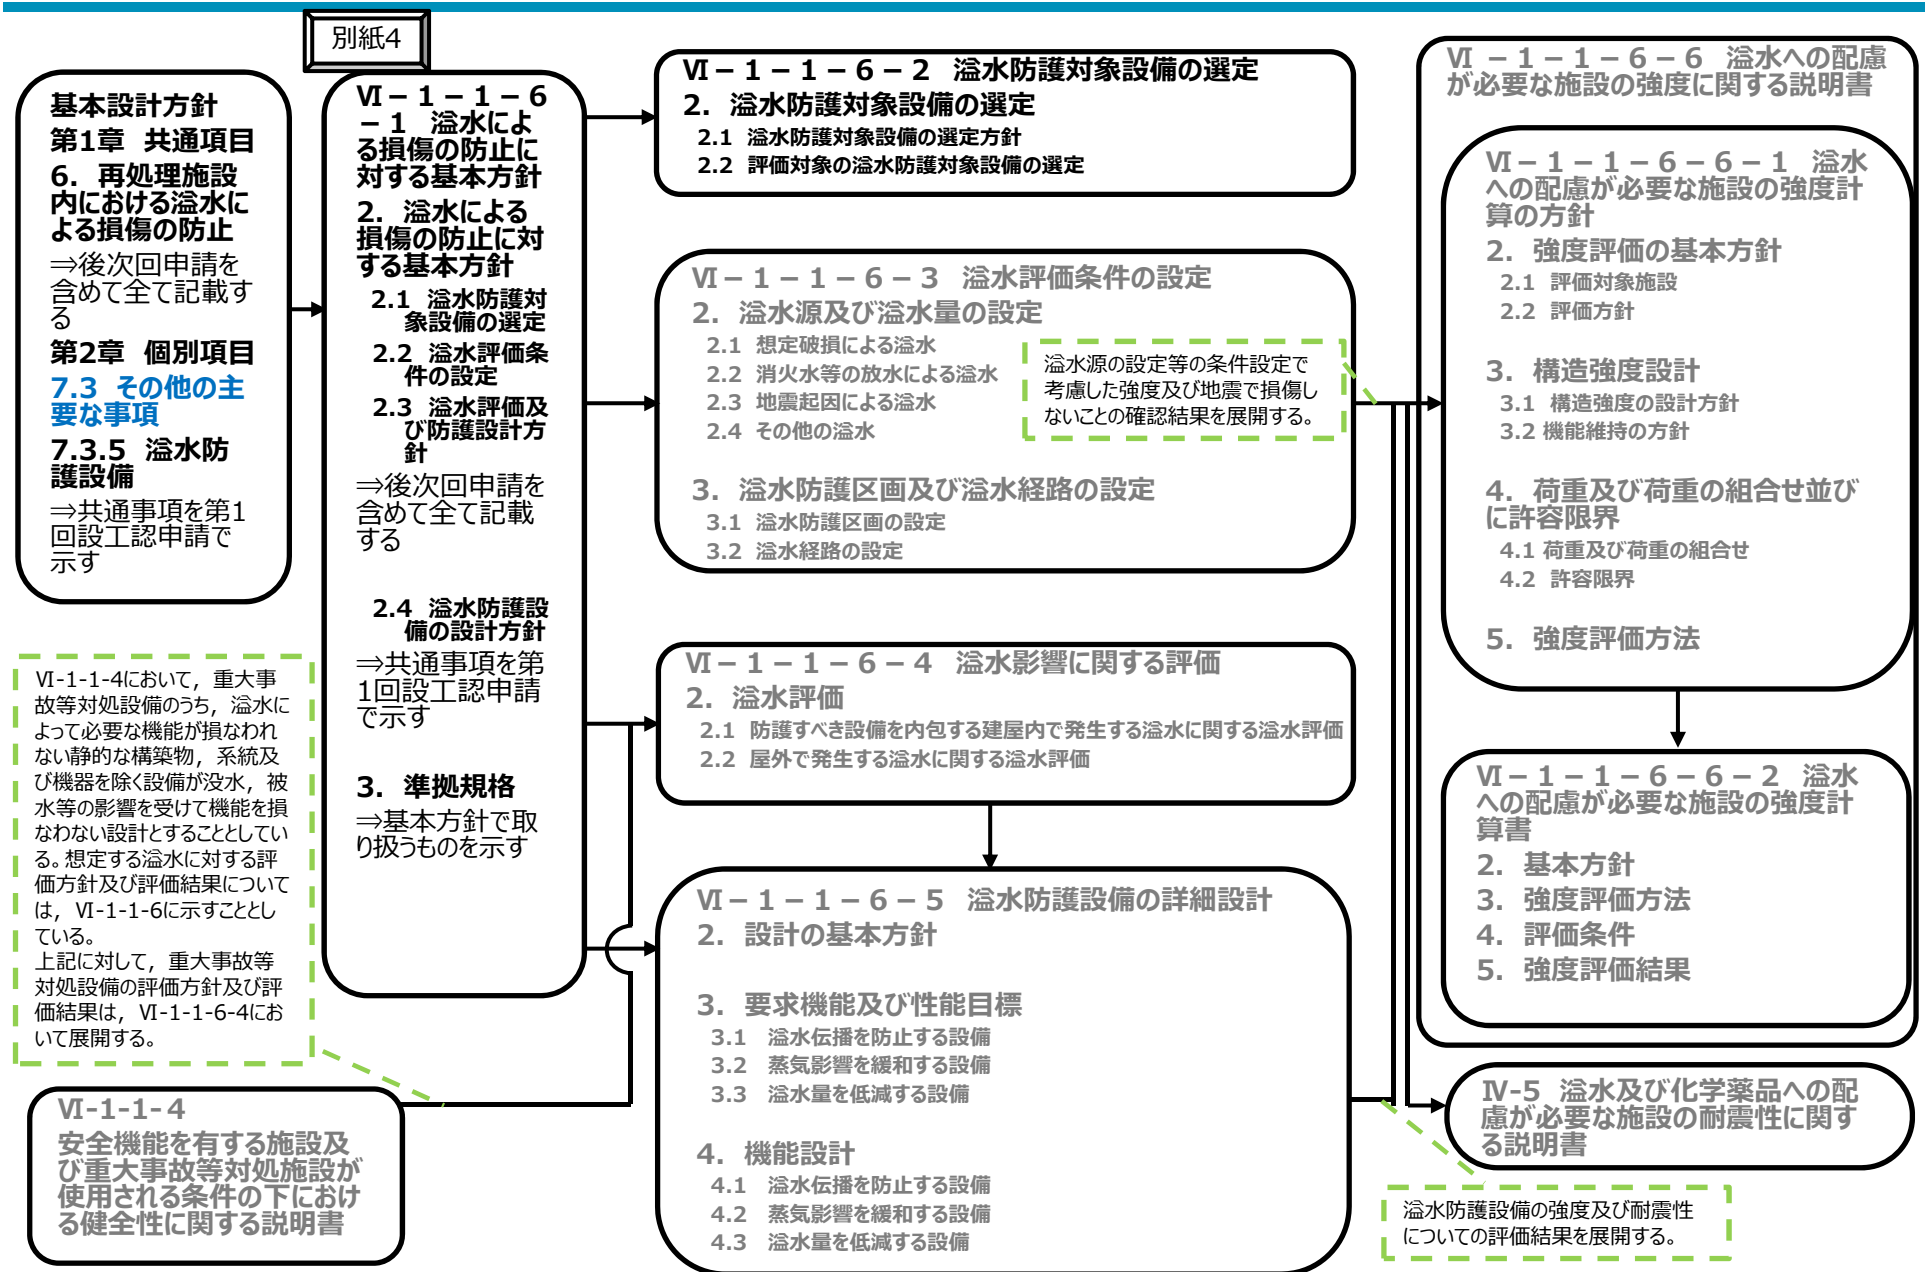 別紙4
基本設計方針
第1章 共通項目
6. 再処理施設
内における溢水に
よる損傷の防止
⇒後次回申請を
含めて全て記載す
る
第2章 個別項目
7.3 その他の主
要な事項
7.3.5 溢水防
護設備
⇒共通事項を第1
回設工認申請で
示す
Ⅵ-1-1-4において，重大事
故等対処設備のうち，溢水に
よって必要な機能が損なわれ
ない静的な構築物，系統及
び機器を除く設備が没水，被
水等の影響を受けて機能を損
なわない設計とすることとしてい
る。想定する溢水に対する評
価方針及び評価結果について
は，Ⅵ-1-1-6に示すこととし
ている。
上記に対して，重大事故等
対処設備の評価方針及び評
価結果は，Ⅵ-1-1-6-4にお
いて展開する。
Ⅵ-1-1-4
安全機能を有する施設及
び重大事故等対処施設が
使用される条件の下におけ
る健全性に関する説明書
Ⅵ－１－１－６
－１ 溢水によ
る損傷の防止に
対する基本方針
2. 溢水による
損傷の防止に対
する基本方針
2.1 溢水防護対
象設備の選定
2.2 溢水評価条
件の設定
2.3 溢水評価及
び防護設計方
針
⇒後次回申請を
含めて全て記載
する
2.4 溢水防護設
備の設計方針
⇒共通事項を第
1回設工認申請
で示す
3. 準拠規格
⇒基本方針で取
り扱うものを示す
Ⅵ－１－１－６－２ 溢水防護対象設備の選定
2. 溢水防護対象設備の選定
2.1 溢水防護対象設備の選定方針
2.2 評価対象の溢水防護対象設備の選定
Ⅵ－１－１－６－３ 溢水評価条件の設定
2. 溢水源及び溢水量の設定
2.1 想定破損による溢水
2.2 消火水等の放水による溢水
2.3 地震起因による溢水
2.4 その他の溢水
溢水源の設定等の条件設定で
考慮した強度及び地震で損傷し
ないことの確認結果を展開する。
3. 溢水防護区画及び溢水経路の設定
3.1 溢水防護区画の設定
3.2 溢水経路の設定
Ⅵ－１－１－６－４ 溢水影響に関する評価
2. 溢水評価
2.1 防護すべき設備を内包する建屋内で発生する溢水に関する溢水評価
2.2 屋外で発生する溢水に関する溢水評価
Ⅵ－１－１－６－５ 溢水防護設備の詳細設計
2. 設計の基本方針
3. 要求機能及び性能目標
3.1 溢水伝播を防止する設備
3.2 蒸気影響を緩和する設備
3.3 溢水量を低減する設備
4. 機能設計
4.1 溢水伝播を防止する設備
4.2 蒸気影響を緩和する設備
4.3 溢水量を低減する設備
Ⅵ－１－１－６－６ 溢水への配慮
が必要な施設の強度に関する説明書
Ⅵ－１－１－６－６－１ 溢水
への配慮が必要な施設の強度計
算の方針
2. 強度評価の基本方針
2.1 評価対象施設
2.2 評価方針
3. 構造強度設計
3.1 構造強度の設計方針
3.2 機能維持の方針
4. 荷重及び荷重の組合せ並び
に許容限界
4.1 荷重及び荷重の組合せ
4.2 許容限界
5. 強度評価方法
Ⅵ－１－１－６－６－２ 溢水
への配慮が必要な施設の強度計
算書
2. 基本方針
3. 強度評価方法
4. 評価条件
5. 強度評価結果
Ⅳ-5 溢水及び化学薬品への配
慮が必要な施設の耐震性に関す
る説明書
溢水防護設備の強度及び耐震性
についての評価結果を展開する。